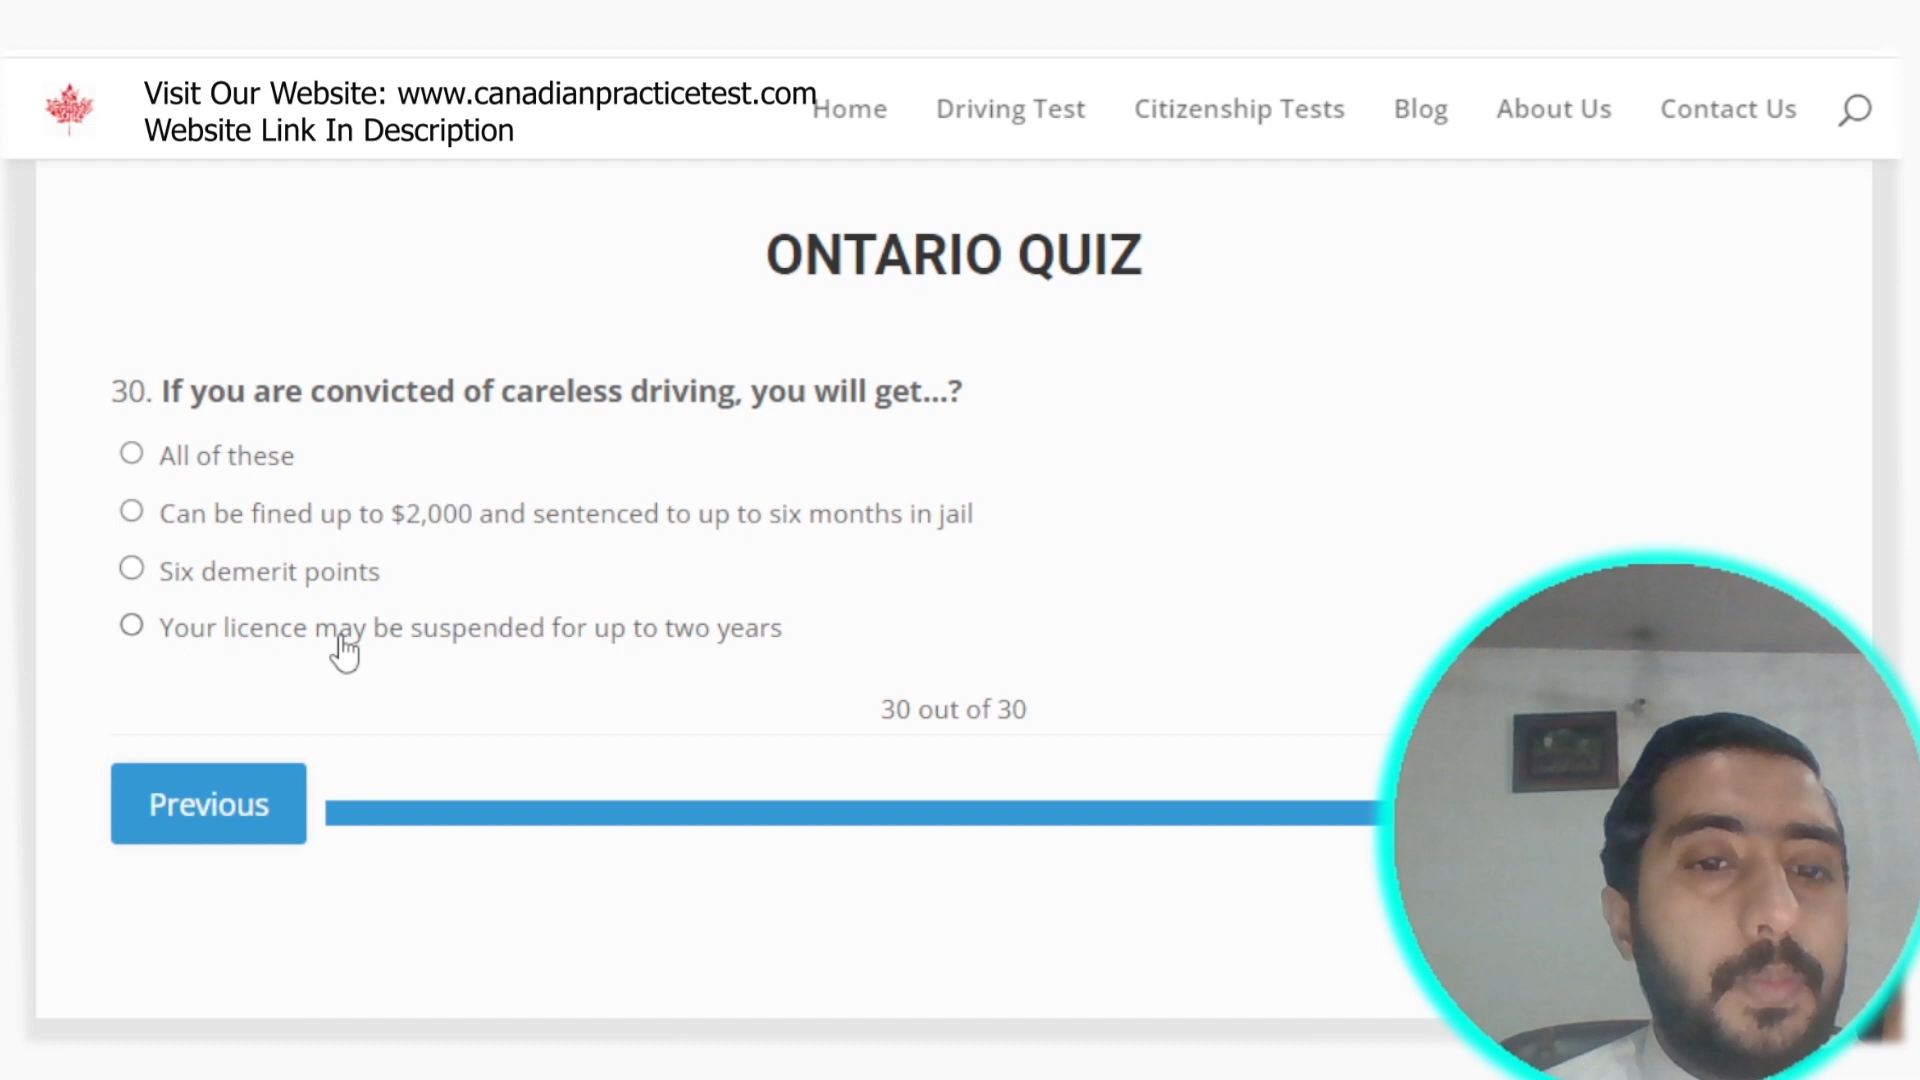 Visit Our Website: www.canadianpracticetest.com
Website Link In Description
Home Driving Test Citizenship Tests Blog About Us Contact Us
ONTARIO QUIZ
30. If you are convicted of careless driving, you will get...?
All of these
Can be fined up to $2,000 and sentenced to up to six months in jail
Six demerit points
Your licence may be suspended for up to two years
30 out of 30
Previous